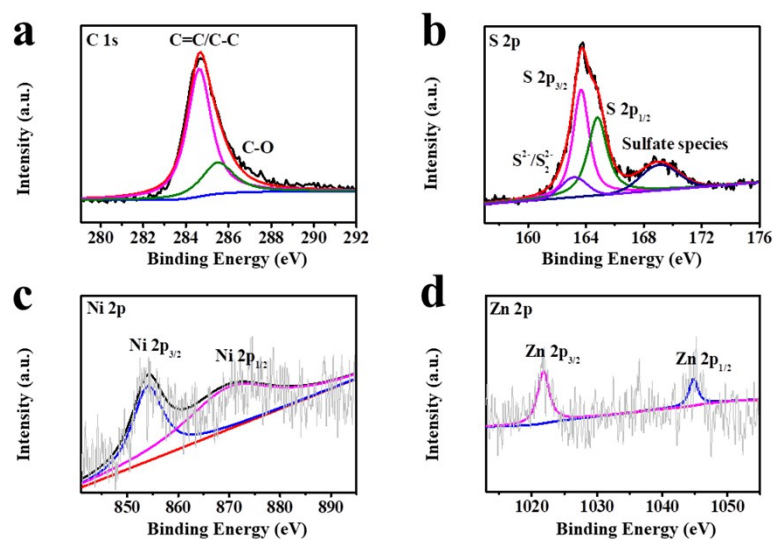 a
C 1s
C=C/C-C
C-O
Intensity (a.u.)
280 282 284 286 288 290 292
Binding Energy (eV)
b
S 2p
S 2p3/2
S 2p1/2
S2-/S22-
Sulfate species
Intensity (a.u.)
160 164 168 172 176
Binding Energy (eV)
c
Ni 2p
Ni 2p3/2
Ni 2p1/2
Intensity (a.u.)
850 860 870 880 890
Binding Energy (eV)
d
Zn 2p
Zn 2p3/2
Zn 2p1/2
Intensity (a.u.)
1020 1030 1040 1050
Binding Energy (eV)